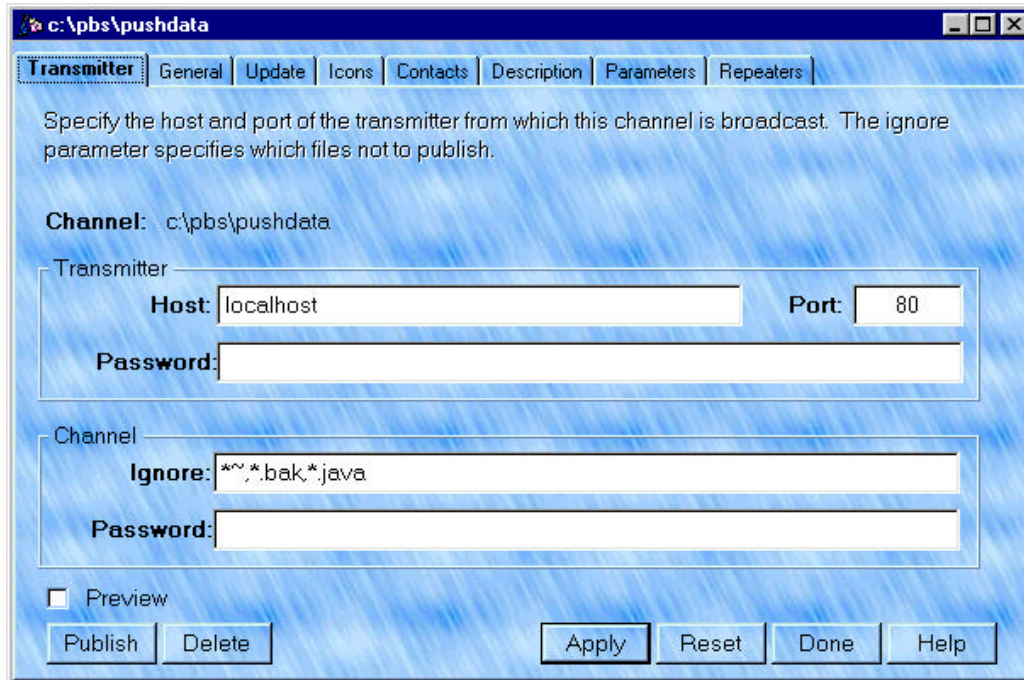 c:\pbs\pushdata
Transmitter General Update Icons Contacts Description Parameters Repeaters
Specify the host and port of the transmitter from which this channel is broadcast. The ignore
parameter specifies which files not to publish.
Channel: c:\pbs\pushdata
Transmitter
Host: localhost Port: 80
Password:
Channel
Ignore: *~,*.bak,*.java
Password:
Preview
Publish Delete Apply Reset Done Help